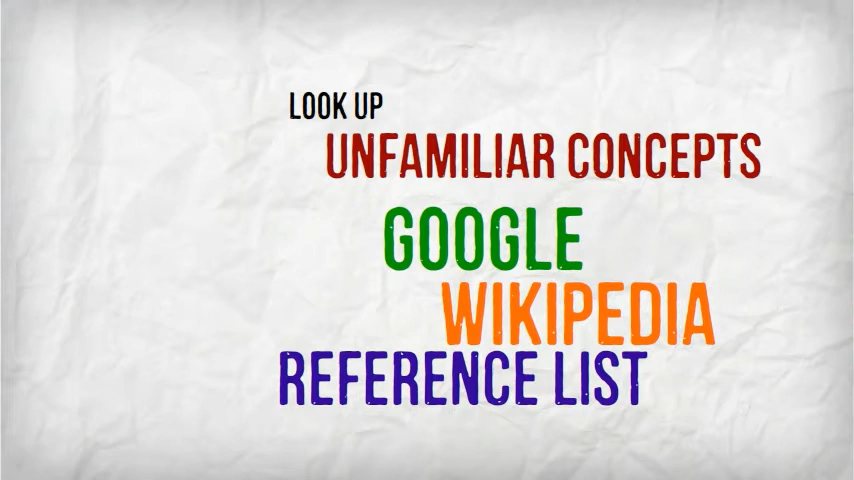 LOOK UP
UNFAMILIAR CONCEPTS
GOOGLE
WIKIPEDIA
REFERENCE LIST